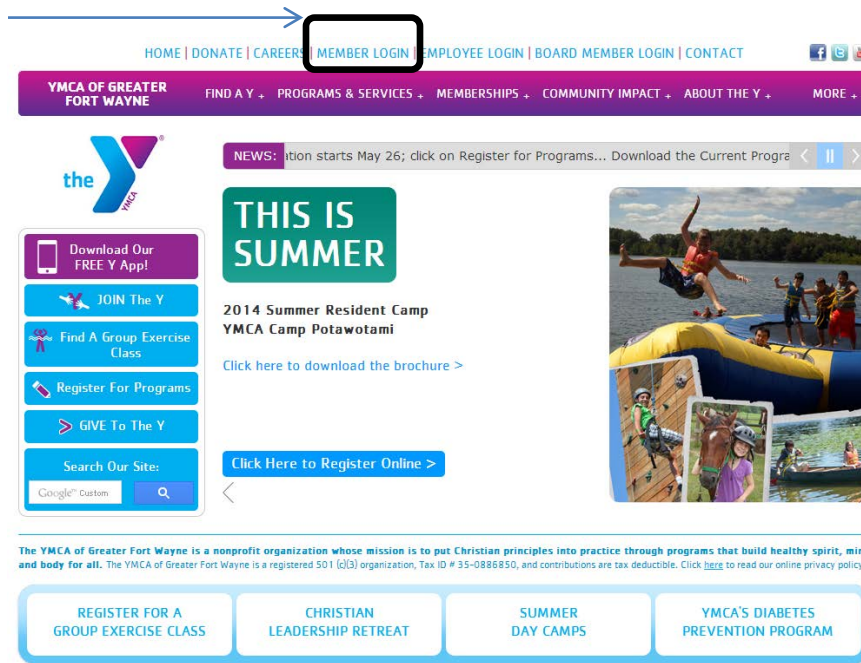 HOME | DONATE | CAREERS | MEMBER LOGIN | EMPLOYEE LOGIN | BOARD MEMBER LOGIN | CONTACT
YMCA OF GREATER
FORT WAYNE
FIND A Y + PROGRAMS & SERVICES + MEMBERSHIPS + COMMUNITY IMPACT + ABOUT THE Y + MORE +
the
YMCA
NEWS: ation starts May 26; click on Register for Programs... Download the Current Progra
THIS IS
SUMMER
Download Our
FREE Y App!
JOIN The Y
Find A Group Exercise
Class
Register For Programs
GIVE To The Y
Search Our Site:
Google™ Custom
2014 Summer Resident Camp
YMCA Camp Potawotami
Click here to download the brochure >
Click Here to Register Online >
The YMCA of Greater Fort Wayne is a nonprofit organization whose mission is to put Christian principles into practice through programs that build healthy spirit, min
and body for all. The YMCA of Greater Fort Wayne is a registered 501 (c)(3) organization, Tax ID # 35-0886850, and contributions are tax deductible. Click here to read our online privacy policy
REGISTER FOR A
GROUP EXERCISE CLASS
CHRISTIAN
LEADERSHIP RETREAT
SUMMER
DAY CAMPS
YMCA'S DIABETES
PREVENTION PROGRAM